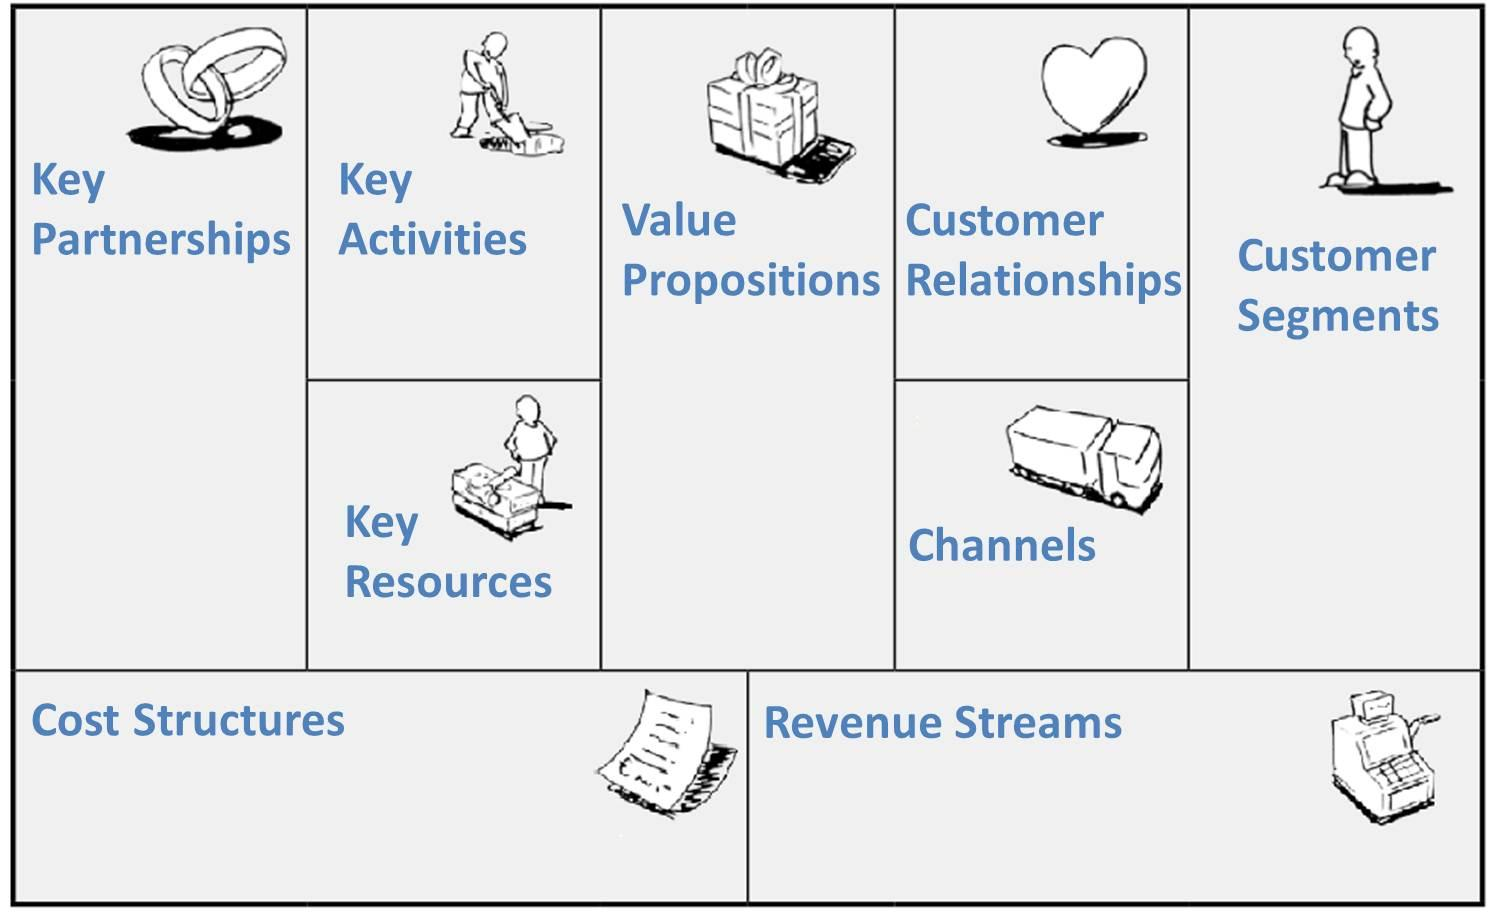 Key
Partnerships
Key
Activities
Key
Resources
Value
Propositions
Customer
Relationships
Channels
Customer
Segments
Cost Structures
Revenue Streams